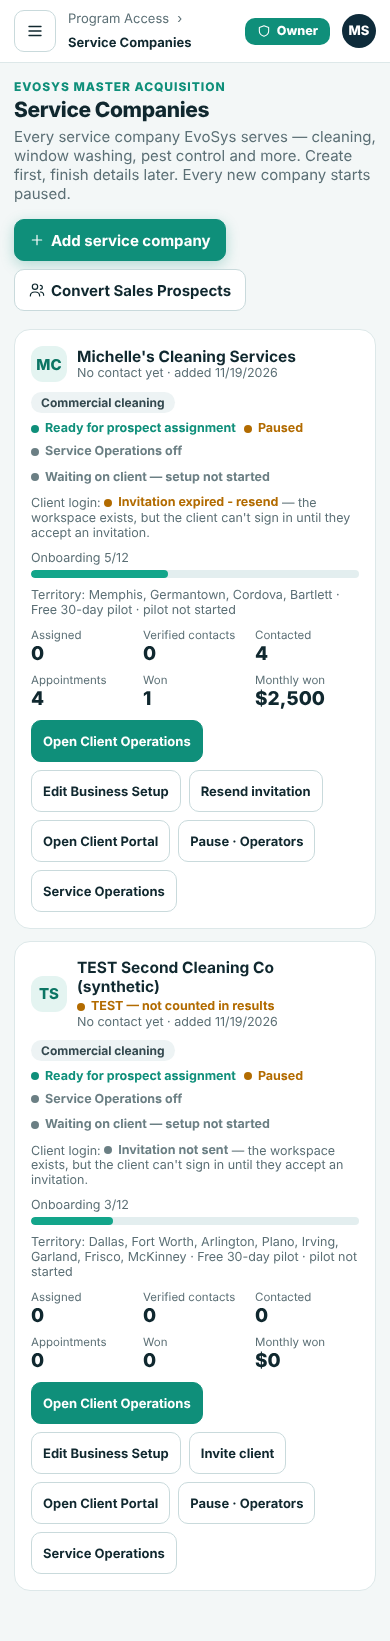 Program Access ›
Service Companies
Owner
MS
EVOSYS MASTER ACQUISITION
Service Companies
Every service company EvoSys serves — cleaning,
window washing, pest control and more. Create
first, finish details later. Every new company starts
paused.
Add service company
Convert Sales Prospects
MC
Michelle's Cleaning Services
No contact yet · added 11/19/2026
Commercial cleaning
Ready for prospect assignment Paused
Service Operations off
Waiting on client — setup not started
Client login: Invitation expired - resend — the
workspace exists, but the client can't sign in until they
accept an invitation.
Onboarding 5/12
Territory: Memphis, Germantown, Cordova, Bartlett ·
Free 30-day pilot · pilot not started
Assigned Verified contacts Contacted
0 0 4
Appointments Won Monthly won
4 1 $2,500
Open Client Operations
Edit Business Setup Resend invitation
Open Client Portal Pause · Operators
Service Operations
TS
TEST Second Cleaning Co
(synthetic)
TEST — not counted in results
No contact yet · added 11/19/2026
Commercial cleaning
Ready for prospect assignment Paused
Service Operations off
Waiting on client — setup not started
Client login: Invitation not sent — the workspace
exists, but the client can't sign in until they accept an
invitation.
Onboarding 3/12
Territory: Dallas, Fort Worth, Arlington, Plano, Irving,
Garland, Frisco, McKinney · Free 30-day pilot · pilot not
started
Assigned Verified contacts Contacted
0 0 0
Appointments Won Monthly won
0 0 $0
Open Client Operations
Edit Business Setup Invite client
Open Client Portal Pause · Operators
Service Operations